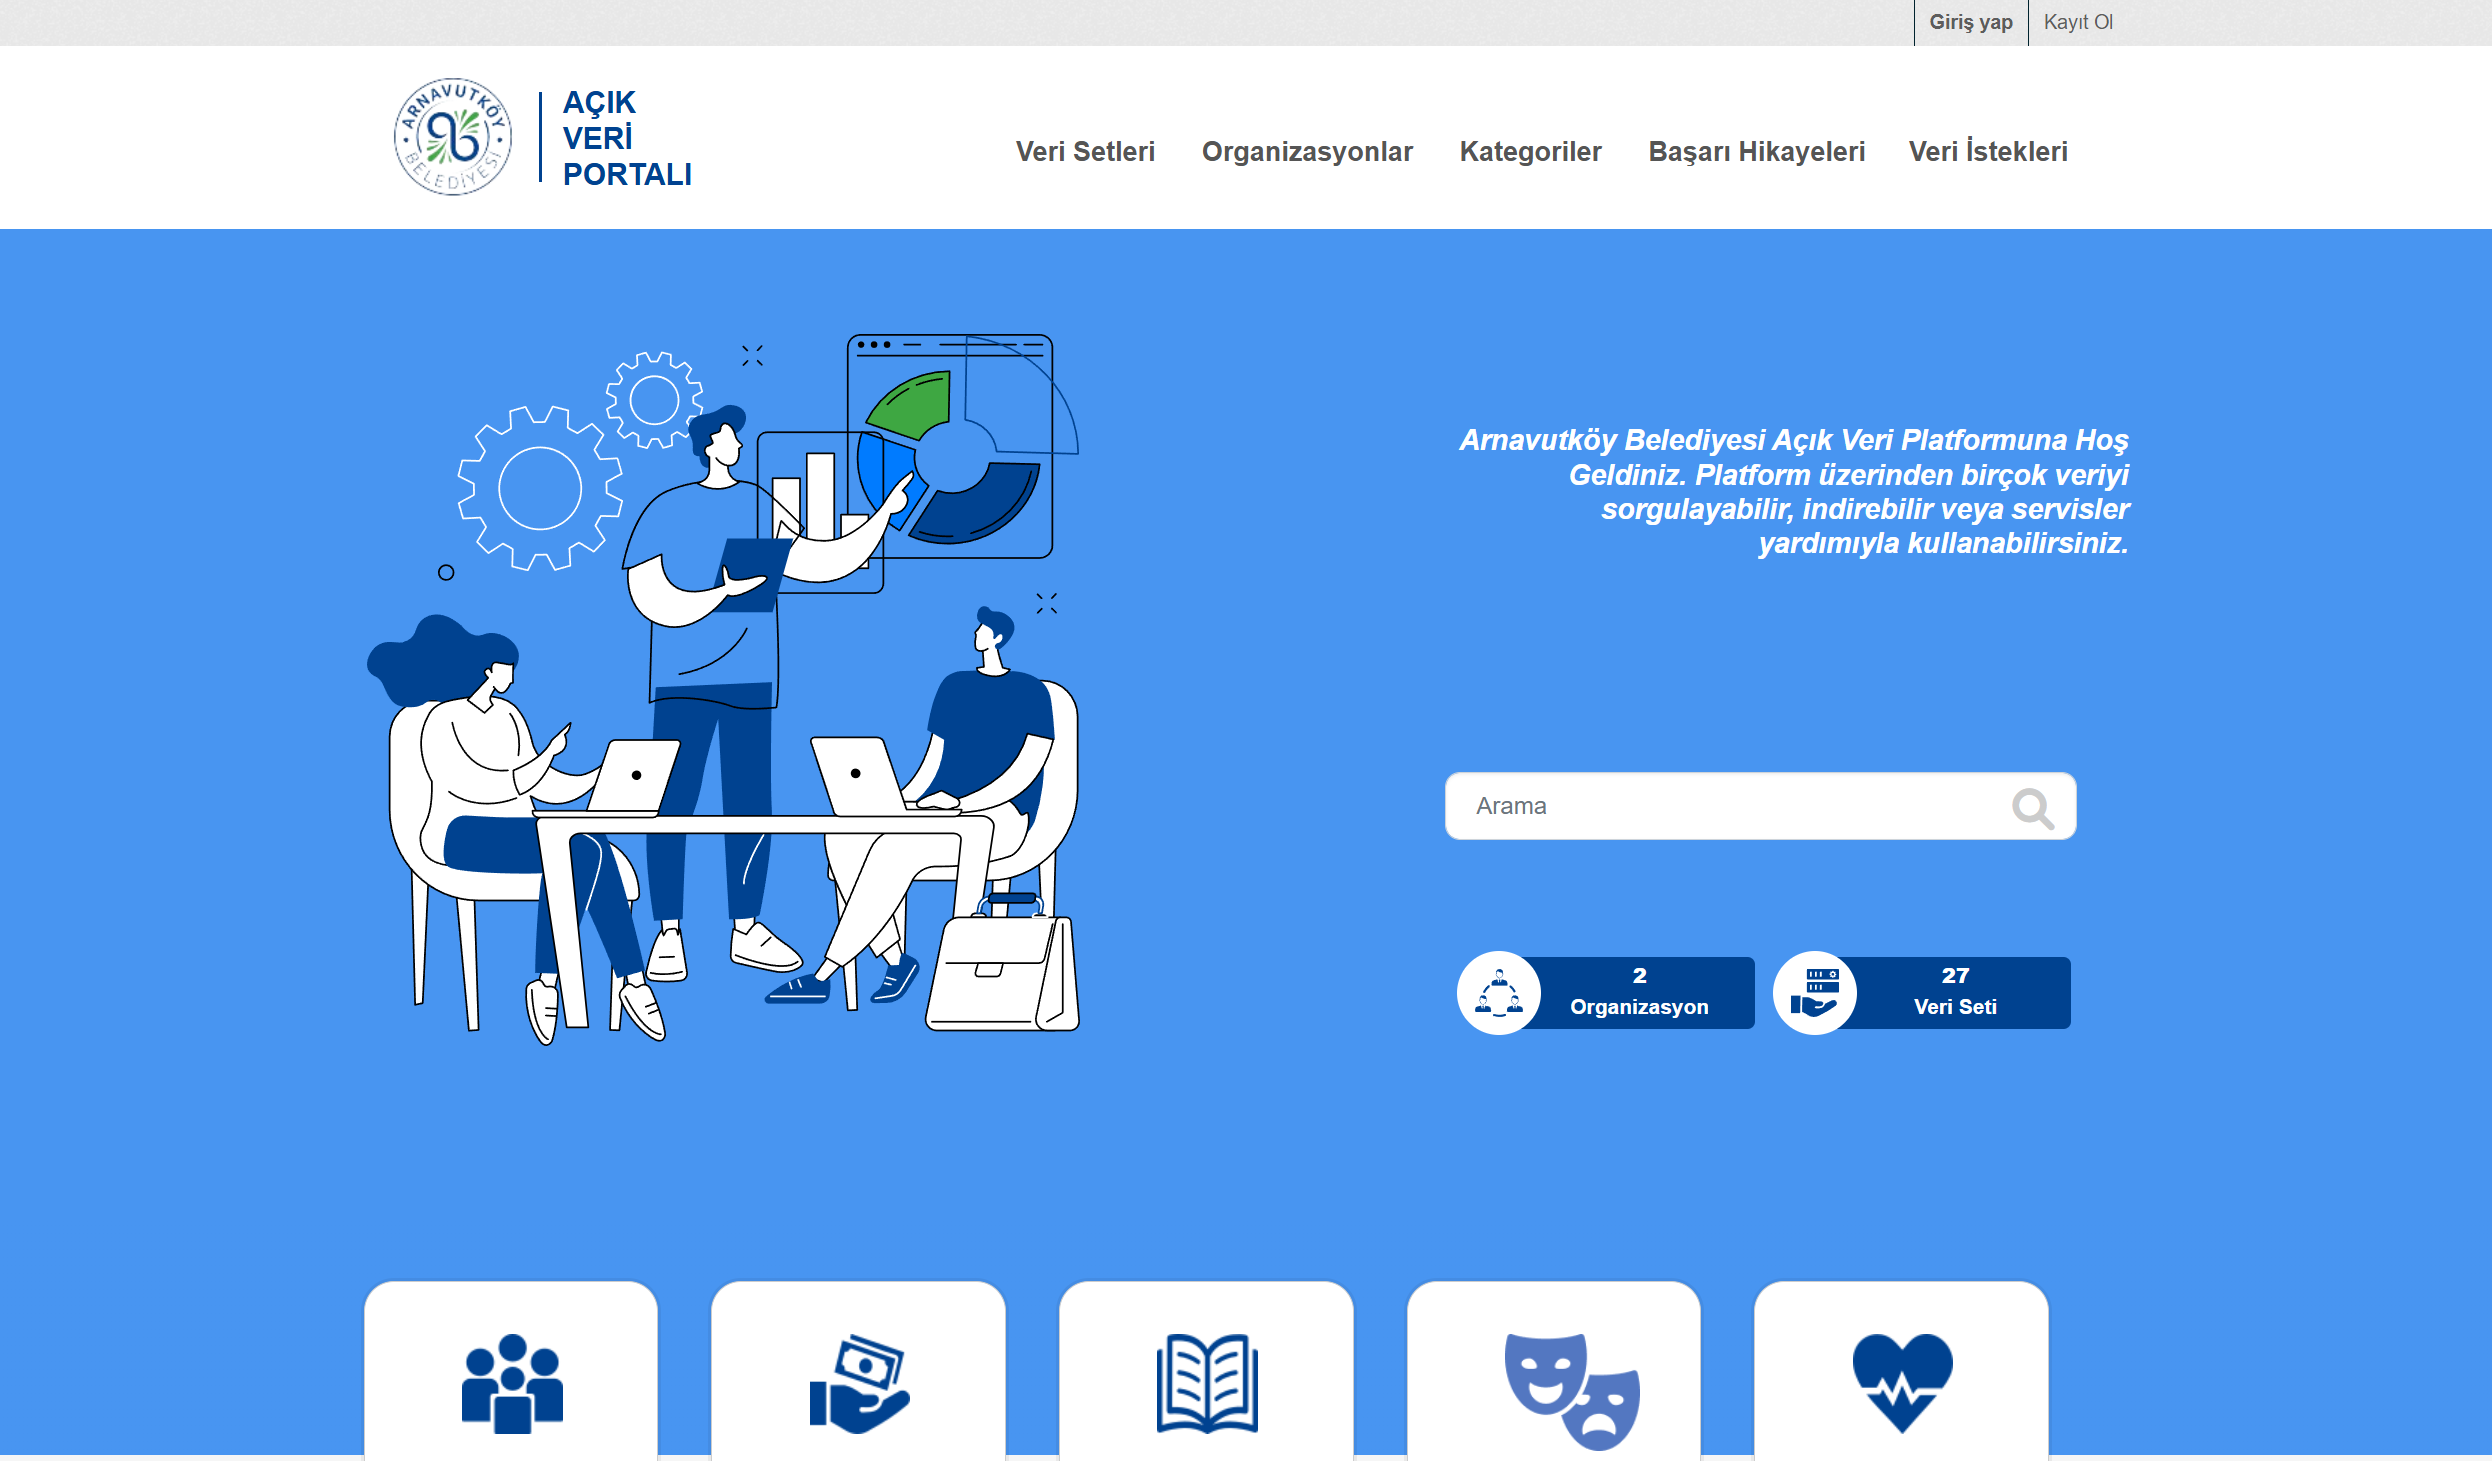 Giriş yap
Kayıt Ol
ARNAVUTKÖY
BELEDİYESİ
AÇIK
VERİ
PORTALI
Veri Setleri
Organizasyonlar
Kategoriler
Başarı Hikayeleri
Veri İstekleri
Arnavutköy Belediyesi Açık Veri Platformuna Hoş
Geldiniz. Platform üzerinden birçok veriyi
sorgulayabilir, indirebilir veya servisler
yardımıyla kullanabilirsiniz.
Arama
2
Organizasyon
27
Veri Seti